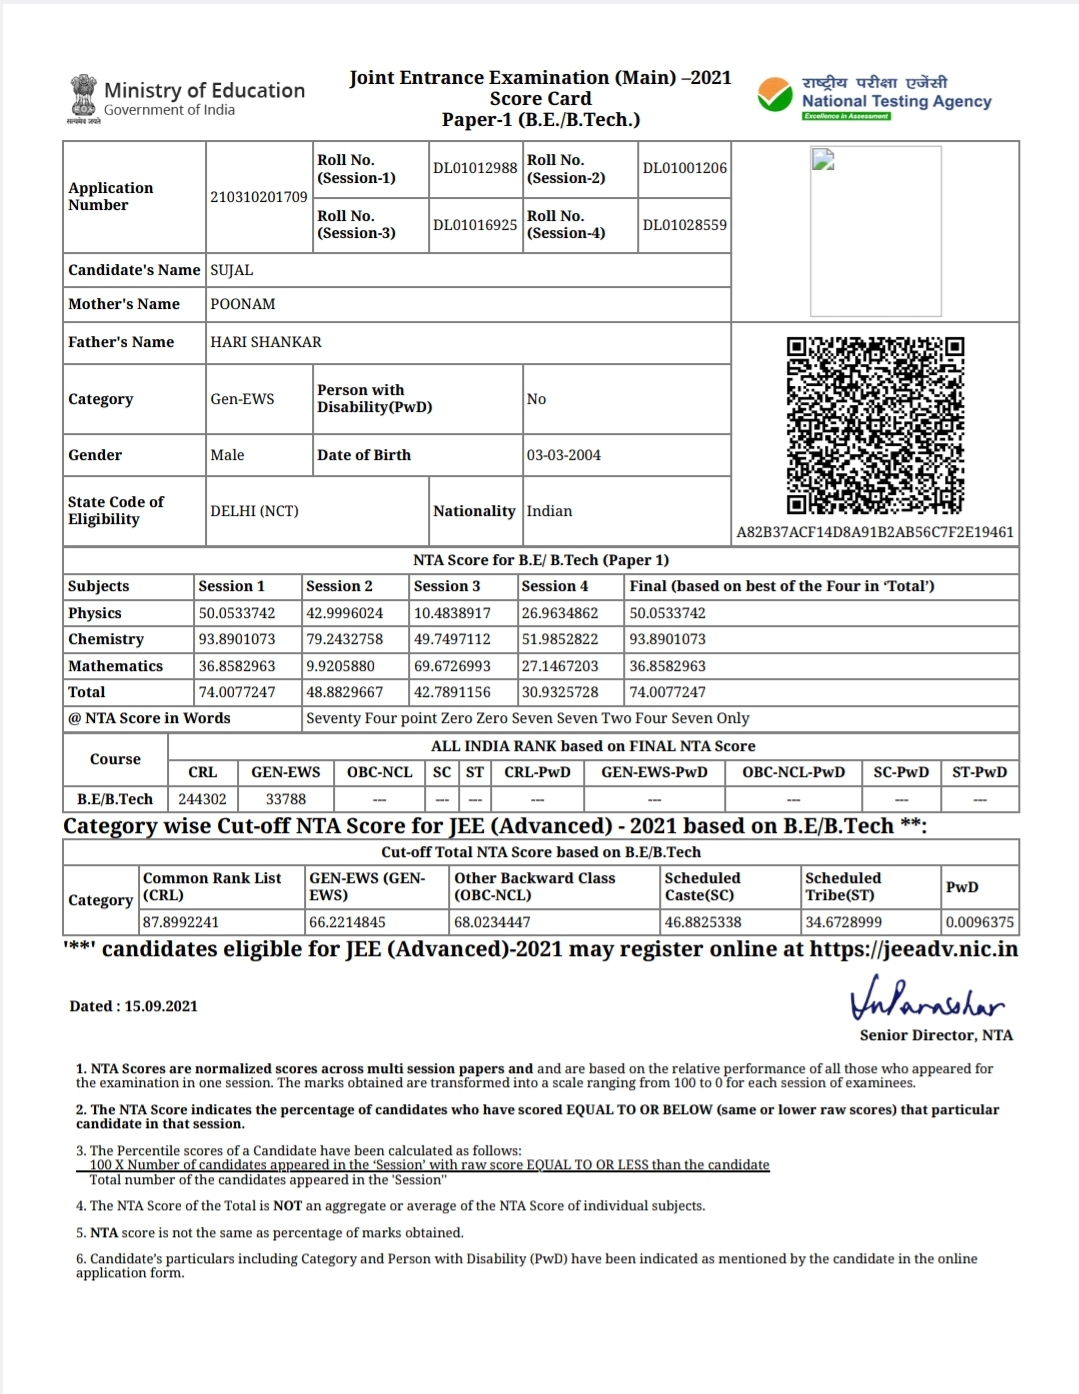 Ministry of Education
Government of India
सत्यमेव जयते
Joint Entrance Examination (Main) –2021
Score Card
Paper-1 (B.E./B.Tech.)
राष्ट्रीय परीक्षा एजेंसी
National Testing Agency
Excellence in Assessment
Application Number 210310201709 Roll No. (Session-1) DL01012988 Roll No. (Session-2) DL01001206
Roll No. (Session-3) DL01016925 Roll No. (Session-4) DL01028559
Candidate's Name SUJAL
Mother's Name POONAM
Father's Name HARI SHANKAR
Category Gen-EWS Person with Disability(PwD) No
Gender Male Date of Birth 03-03-2004
State Code of Eligibility DELHI (NCT) Nationality Indian
A82B37ACF14D8A91B2AB56C7F2E19461
NTA Score for B.E/ B.Tech (Paper 1)
Subjects Session 1 Session 2 Session 3 Session 4 Final (based on best of the Four in ‘Total’)
Physics 50.0533742 42.9996024 10.4838917 26.9634862 50.0533742
Chemistry 93.8901073 79.2432758 49.7497112 51.9852822 93.8901073
Mathematics 36.8582963 9.9205880 69.6726993 27.1467203 36.8582963
Total 74.0077247 48.8829667 42.7891156 30.9325728 74.0077247
@ NTA Score in Words Seventy Four point Zero Zero Seven Seven Two Four Seven Only
Course ALL INDIA RANK based on FINAL NTA Score
CRL GEN-EWS OBC-NCL SC ST CRL-PwD GEN-EWS-PwD OBC-NCL-PwD SC-PwD ST-PwD
B.E/B.Tech 244302 33788 --- --- --- --- --- --- --- ---
Category wise Cut-off NTA Score for JEE (Advanced) - 2021 based on B.E/B.Tech **:
Cut-off Total NTA Score based on B.E/B.Tech
Category Common Rank List (CRL) GEN-EWS (GEN-EWS) Other Backward Class (OBC-NCL) Scheduled Caste(SC) Scheduled Tribe(ST) PwD
87.8992241 66.2214845 68.0234447 46.8825338 34.6728999 0.0096375
'**' candidates eligible for JEE (Advanced)-2021 may register online at https://jeeadv.nic.in
Dated : 15.09.2021
VnParashar
Senior Director, NTA
1. NTA Scores are normalized scores across multi session papers and and are based on the relative performance of all those who appeared for
the examination in one session. The marks obtained are transformed into a scale ranging from 100 to 0 for each session of examinees.
2. The NTA Score indicates the percentage of candidates who have scored EQUAL TO OR BELOW (same or lower raw scores) that particular
candidate in that session.
3. The Percentile scores of a Candidate have been calculated as follows:
100 X Number of candidates appeared in the ‘Session’ with raw score EQUAL TO OR LESS than the candidate
Total number of the candidates appeared in the 'Session"
4. The NTA Score of the Total is NOT an aggregate or average of the NTA Score of individual subjects.
5. NTA score is not the same as percentage of marks obtained.
6. Candidate's particulars including Category and Person with Disability (PwD) have been indicated as mentioned by the candidate in the online
application form.